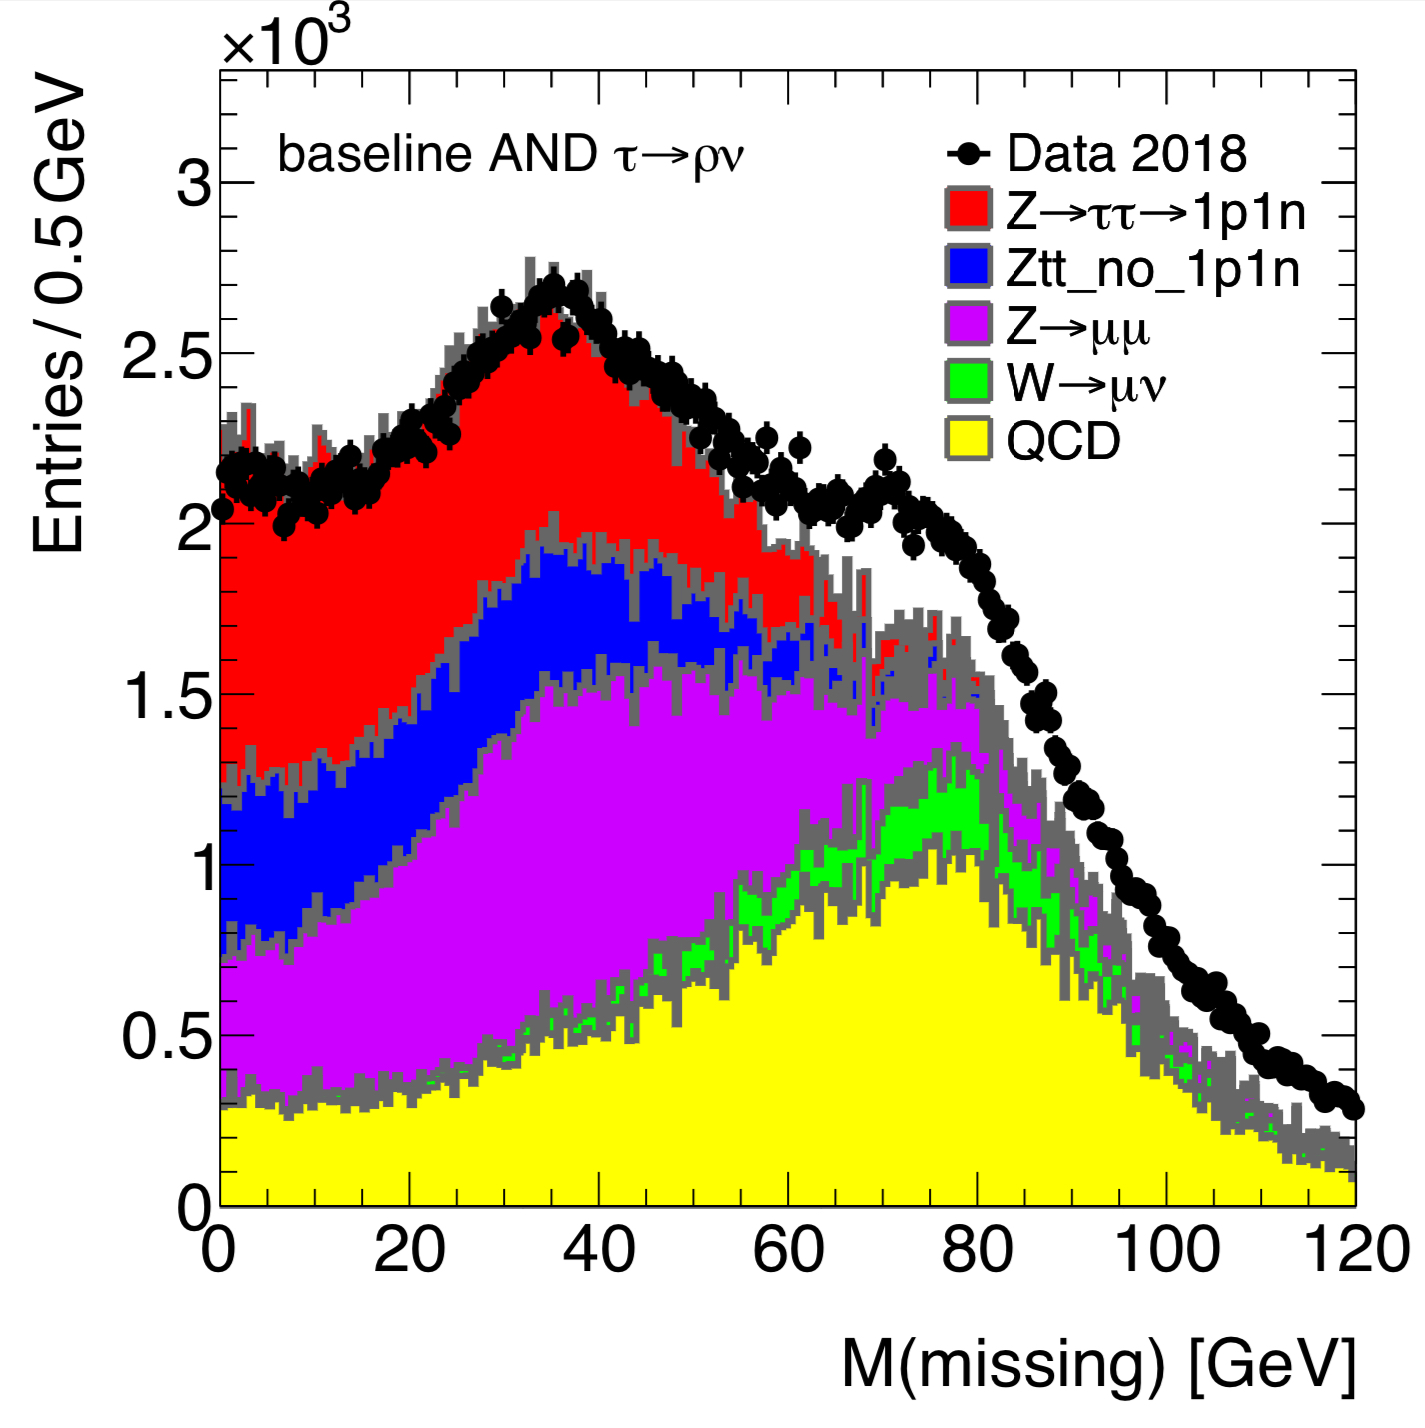 ×10³
Entries / 0.5 GeV
baseline AND τ→ρν
Data 2018
Z→ττ→1p1n
Ztt_no_1p1n
Z→μμ
W→μν
QCD
3
2.5
2
1.5
1
0.5
0
0 20 40 60 80 100 120
M(missing) [GeV]